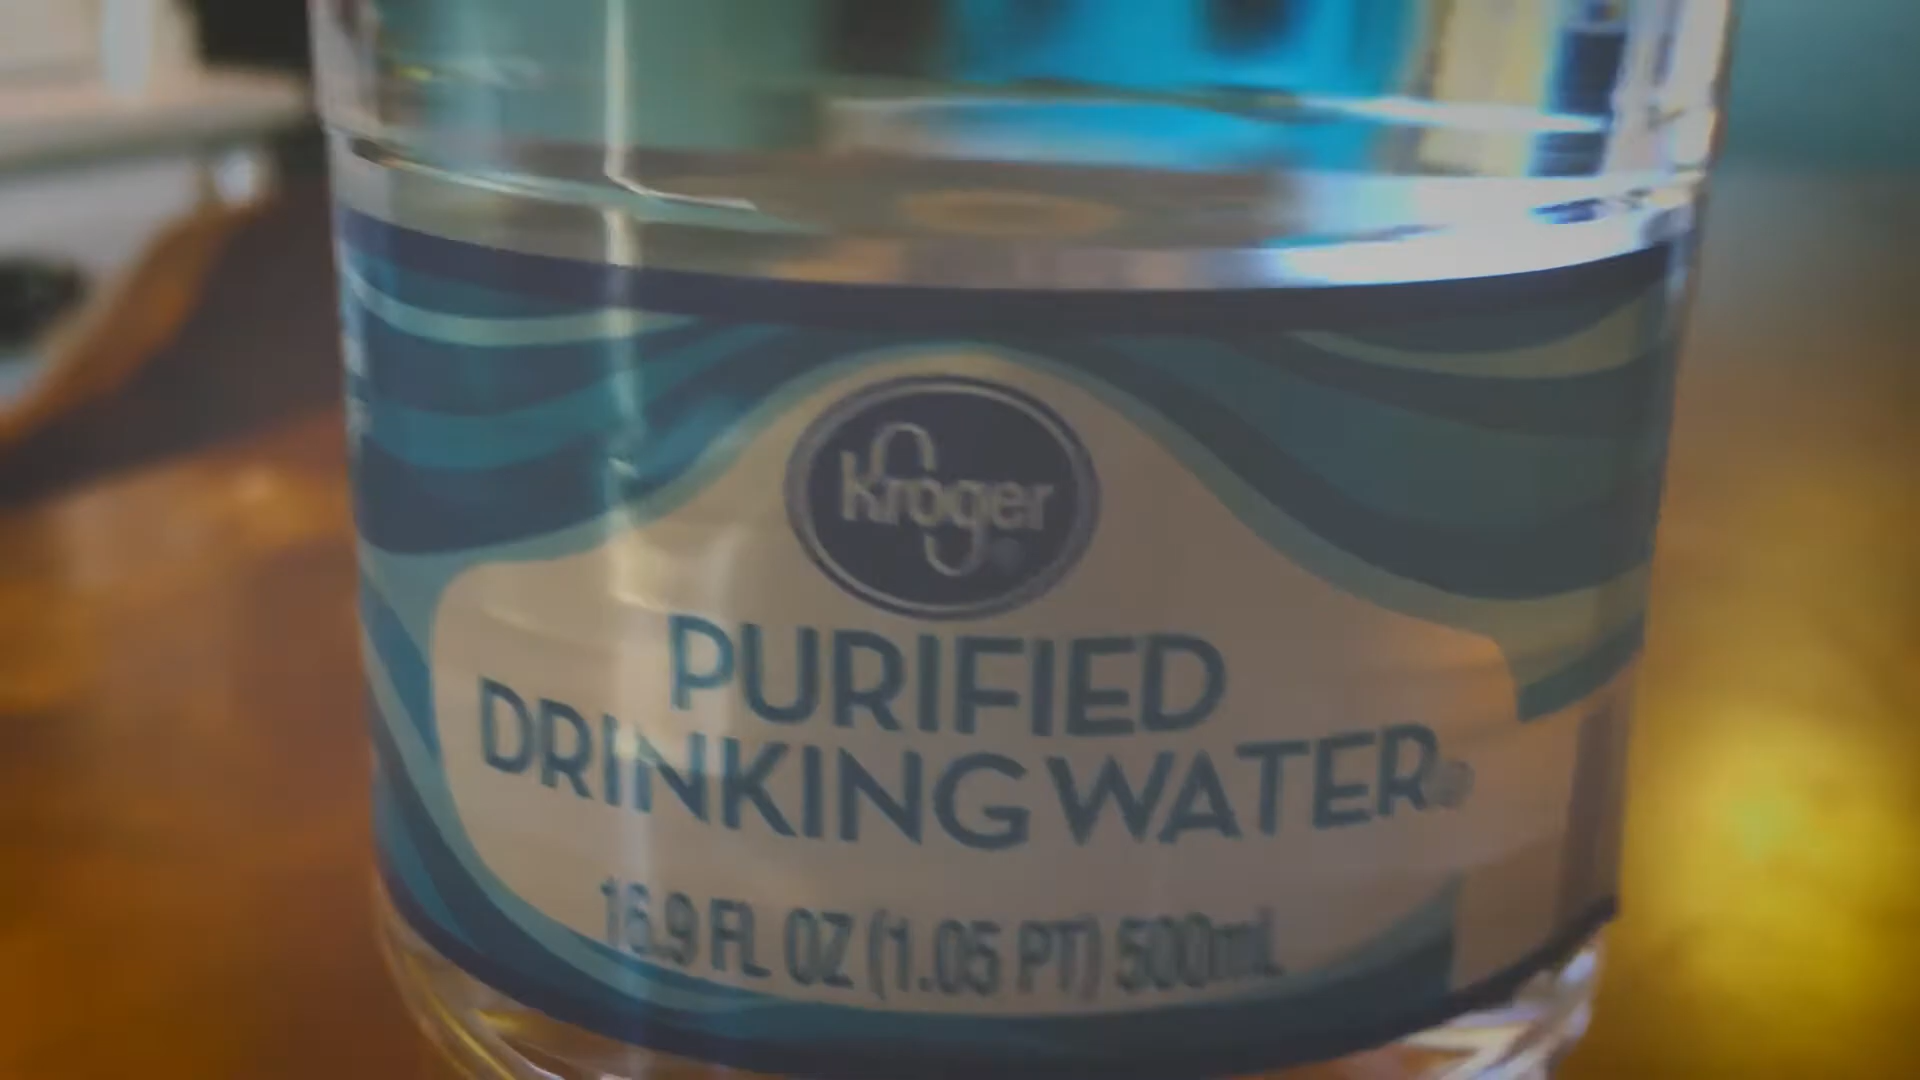 Kroger
PURIFIED
DRINKING WATER
16.9 FL OZ (1.05 PT) 500mL